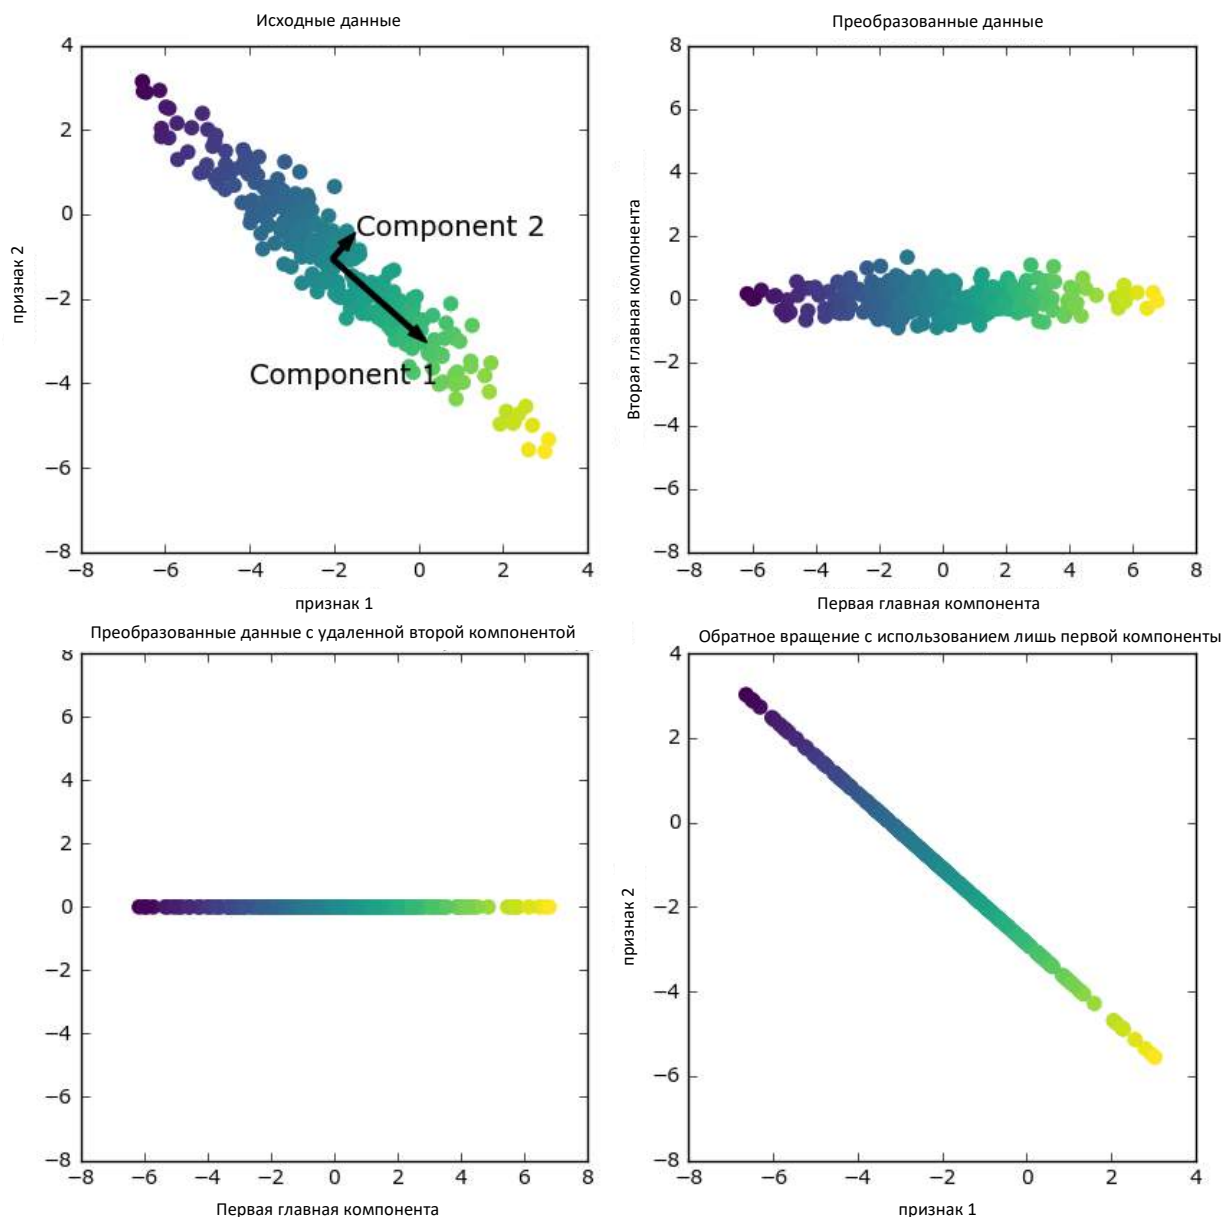 Исходные данные
4
2
0
−2
−4
−6
−8
−8 −6 −4 −2 0 2 4
признак 2
признак 1
Component 2
Component 1
Преобразованные данные
8
6
4
2
0
−2
−4
−6
−8
−8 −6 −4 −2 0 2 4 6 8
Вторая главная компонента
Первая главная компонента
Преобразованные данные с удаленной второй компонентой
8
6
4
2
0
−2
−4
−6
−8
−8 −6 −4 −2 0 2 4 6 8
Первая главная компонента
Обратное вращение с использованием лишь первой компоненты
4
2
0
−2
−4
−6
−8
−8 −6 −4 −2 0 2 4
признак 2
признак 1